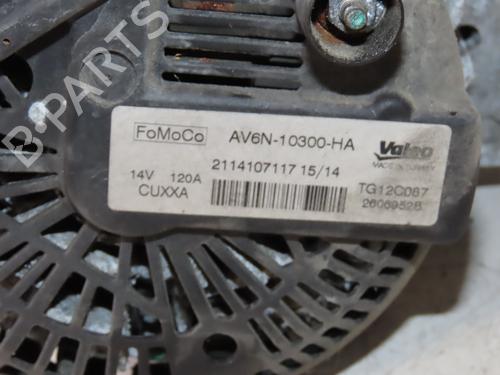 B-PARTS
FoMoCo
AV6N-10300-HA
Valeo
2114107117 15/14
14V 120A
TG12C087
CUXXA
2606952B